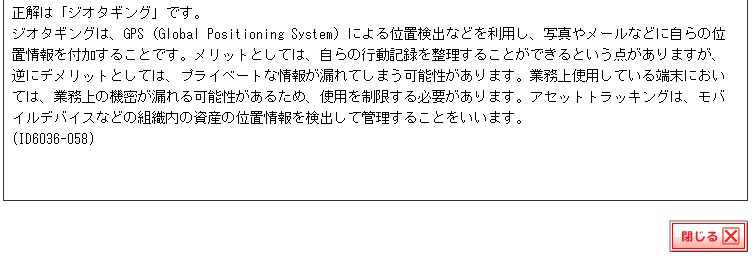 正解は「ジオタギング」です。
ジオタギングは、GPS (Global Positioning System) による位置検出などを利用し、写真やメールなどに自らの位
置情報を付加することです。メリットとしては、自らの行動記録を整理することができるという点がありますが、
逆にデメリットとしては、プライベートな情報が漏れてしまう可能性があります。業務上使用している端末におい
ては、業務上の機密が漏れる可能性があるため、使用を制限する必要があります。アセットトラッキングは、モバ
イルデバイスなどの組織内の資産の位置情報を検出して管理することをいいます。
(ID6036-058)
閉じる